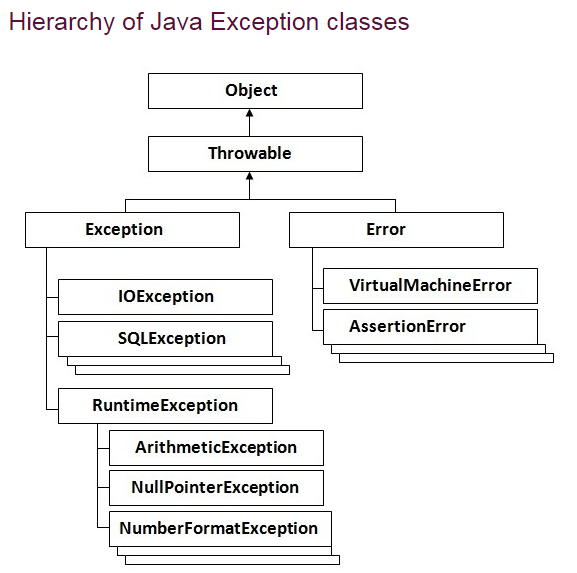 Hierarchy of Java Exception classes
Object
Throwable
Exception
Error
IOException
SQLException
RuntimeException
ArithmeticException
NullPointerException
NumberFormatException
VirtualMachineError
AssertionError